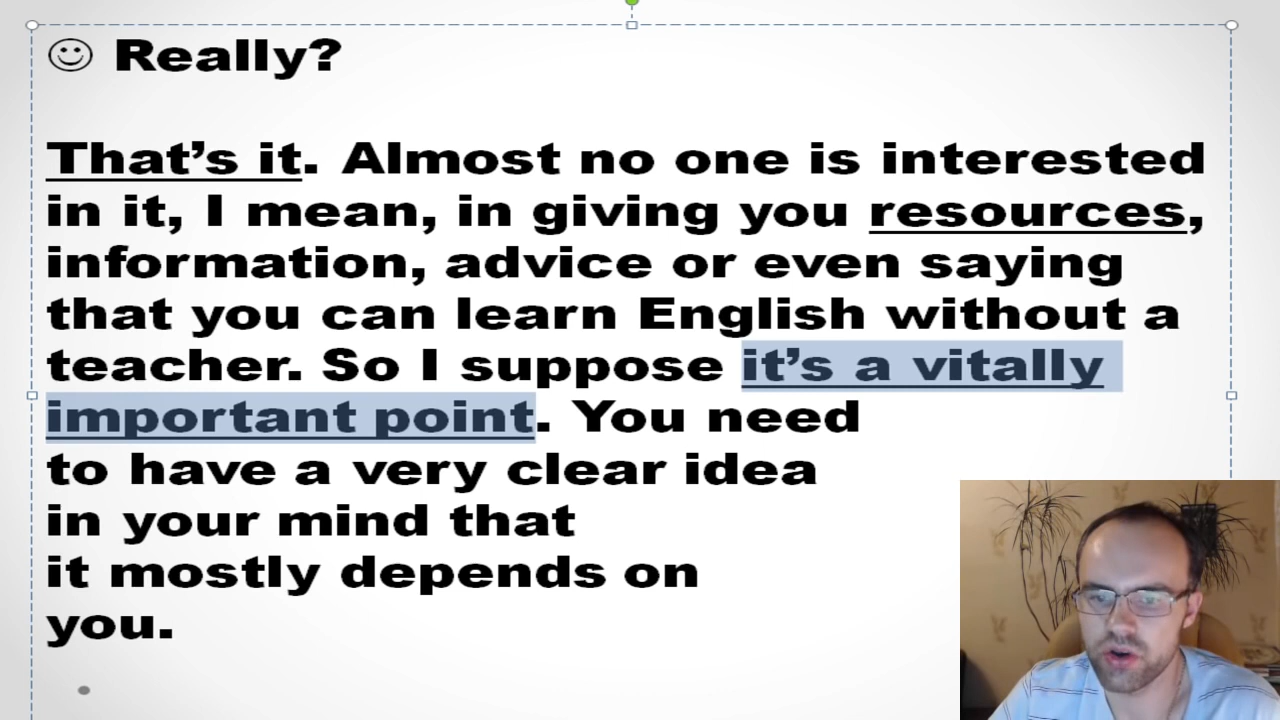 ☺ Really?
That’s it. Almost no one is interested
in it, I mean, in giving you resources,
information, advice or even saying
that you can learn English without a
teacher. So I suppose it’s a vitally
important point. You need
to have a very clear idea
in your mind that
it mostly depends on
you.